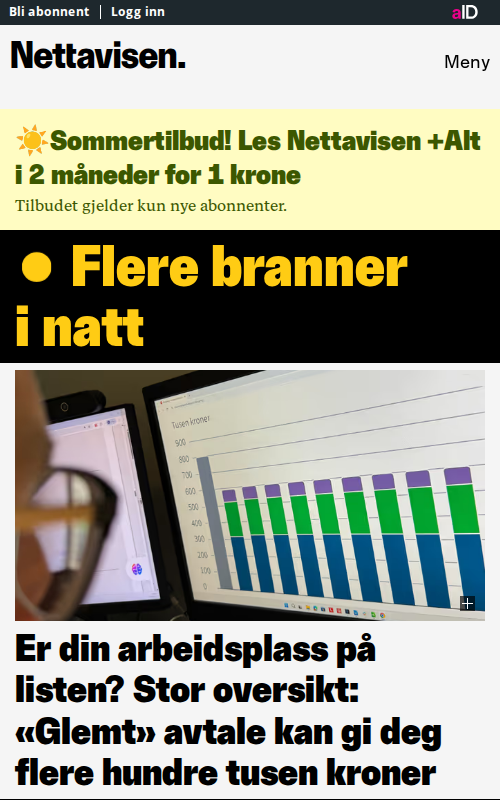 Bli abonnent
Logg inn
aID
Nettavisen.
Meny
☀️Sommertilbud! Les Nettavisen +Alt
i 2 måneder for 1 krone
Tilbudet gjelder kun nye abonnenter.
● Flere branner
i natt
Tusen kroner
900
800
700
600
500
400
300
200
100
0
Er din arbeidsplass på
listen? Stor oversikt:
«Glemt» avtale kan gi deg
flere hundre tusen kroner